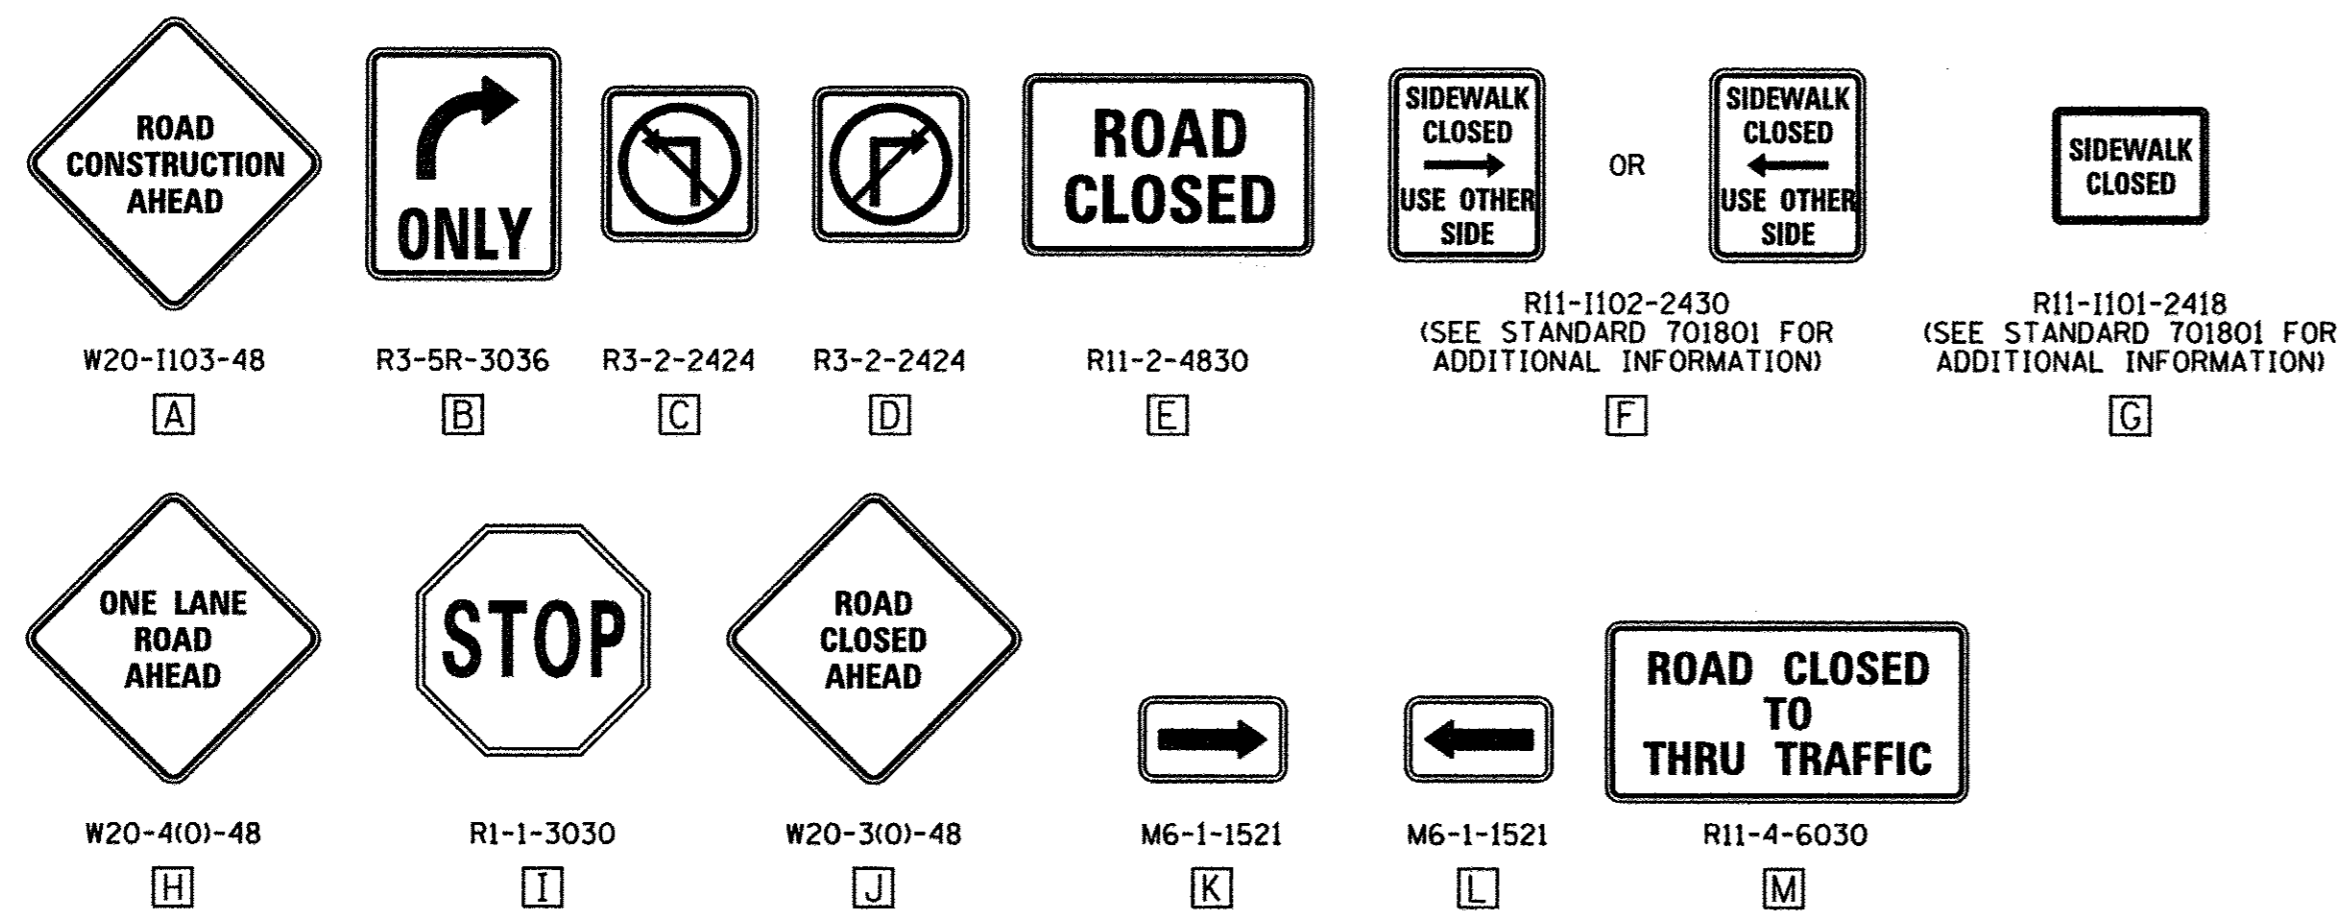 ROAD
CONSTRUCTION
AHEAD
W20-I103-48
A
ONLY
R3-5R-3036
B
R3-2-2424
C
R3-2-2424
D
ROAD
CLOSED
R11-2-4830
E
SIDEWALK
CLOSED
USE OTHER
SIDE
OR
SIDEWALK
CLOSED
USE OTHER
SIDE
R11-I102-2430
(SEE STANDARD 701801 FOR
ADDITIONAL INFORMATION)
F
SIDEWALK
CLOSED
R11-I101-2418
(SEE STANDARD 701801 FOR
ADDITIONAL INFORMATION)
G
ONE LANE
ROAD
AHEAD
W20-4(O)-48
H
STOP
R1-1-3030
I
ROAD
CLOSED
AHEAD
W20-3(O)-48
J
M6-1-1521
K
M6-1-1521
L
ROAD CLOSED
TO
THRU TRAFFIC
R11-4-6030
M